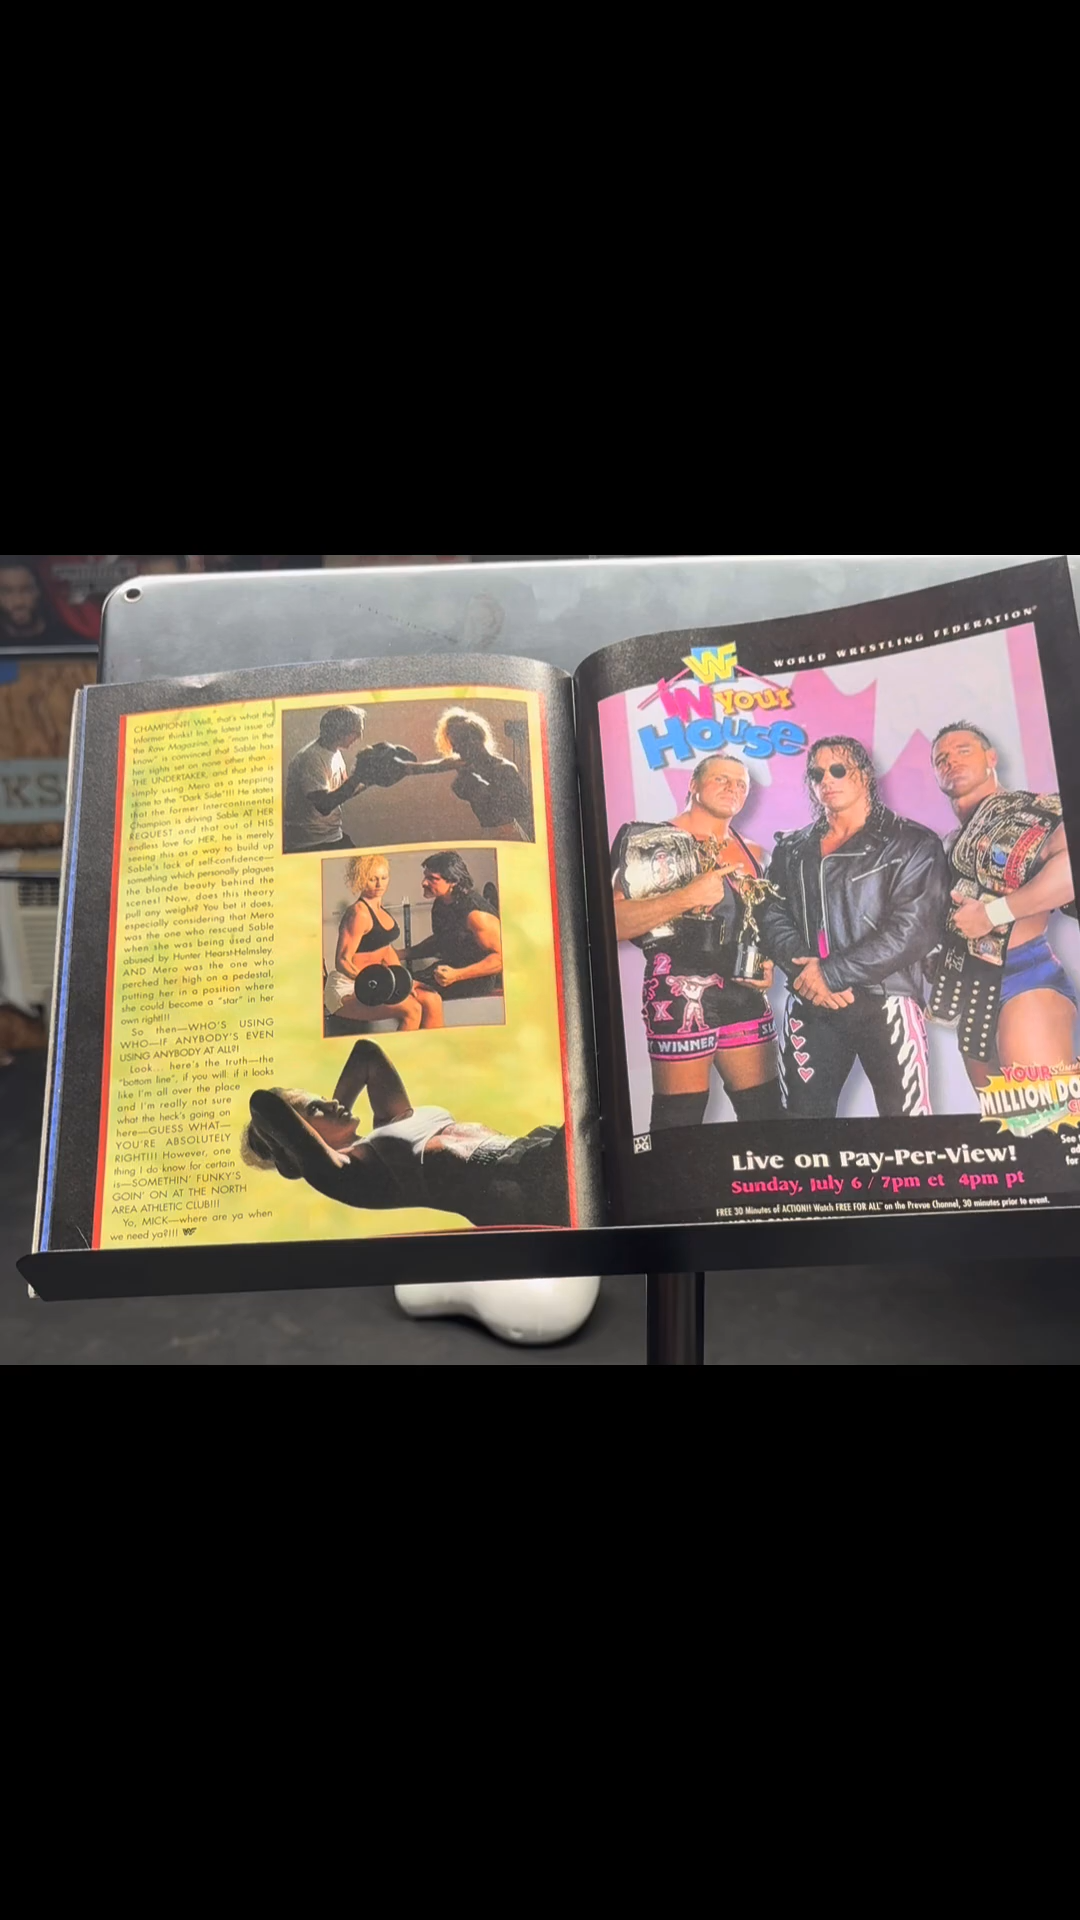 KS
CHAMPION?! Well, that's what the
Informer thinks! In the latest issue of
the Raw Magazine, the "man in the
know" is convinced that Sable has
her sights set on none other than...
THE UNDERTAKER, and that she is
simply using Mero as a stepping
stone to the "Dark Side"!!! He states
that the former Intercontinental
Champion is driving Sable AT HER
REQUEST and that out of HIS
endless love for HER, he is merely
seeing this as a way to build up
Sable's lack of self-confidence—
something which personally plagues
the blonde beauty behind the
scenes! Now, does this theory
pull any weight? You bet it does,
especially considering that Mero
was the one who rescued Sable
when she was being used and
abused by Hunter Hearst-Helmsley.
AND Mero was the one who
perched her high on a pedestal,
putting her in a position where
she could become a "star" in her
own right!!!
So then—WHO'S USING
WHO—IF ANYBODY'S EVEN
USING ANYBODY AT ALL?!
Look... here's the truth—the
"bottom line", if you will: if it looks
like I'm all over the place
and I'm really not sure
what the heck's going on
here—GUESS WHAT—
YOU'RE ABSOLUTELY
RIGHT!!! However, one
thing I do know for certain
is—SOMETHIN' FUNKY'S
GOIN' ON AT THE NORTH
AREA ATHLETIC CLUB!!!
Yo, MICK—where are ya when
we need ya?!!! WF
WORLD WRESTLING FEDERATION®
WF
IN your
House
2
X
WINNER
YOUR
MILLION DO
TV
PG
See
for
Live on Pay-Per-View!
Sunday, July 6 / 7pm et 4pm pt
FREE 30 Minutes of ACTION!! Watch FREE FOR ALL™ on the Prevue Channel, 30 minutes prior to event.